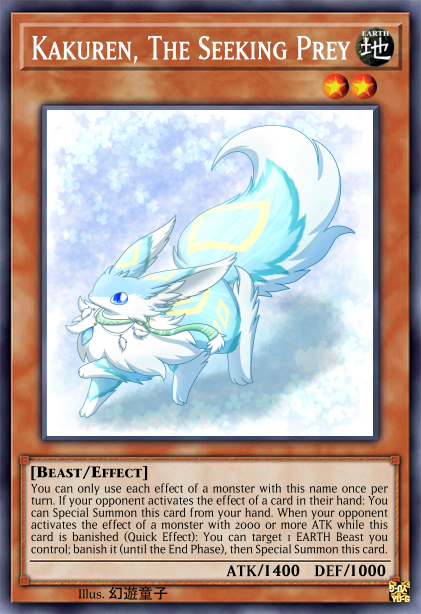 Kakuren, The Seeking Prey
EARTH
地
[Beast/Effect]
You can only use each effect of a monster with this name once per
turn. If your opponent activates the effect of a card in their hand: You
can Special Summon this card from your hand. When your opponent
activates the effect of a monster with 2000 or more ATK while this
card is banished (Quick Effect): You can target 1 EARTH Beast you
control; banish it (until the End Phase), then Special Summon this card.
ATK/1400 DEF/1000
Illus. 幻遊童子